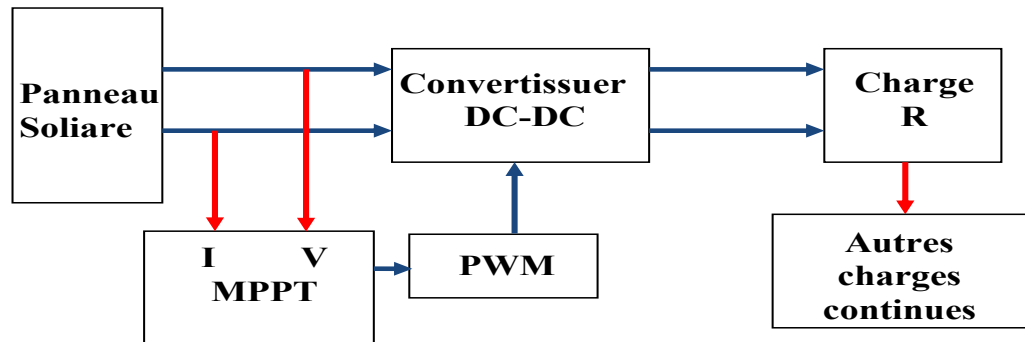 Panneau
Soliare
Convertissuer
DC-DC
Charge
R
I V
MPPT
PWM
Autres
charges
continues